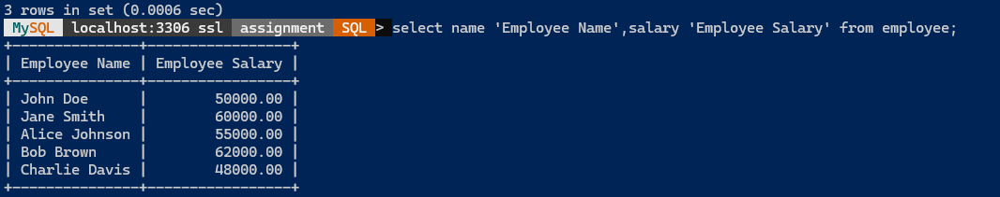 3 rows in set (0.0006 sec)
MySQL localhost:3306 ssl assignment SQL > select name 'Employee Name',salary 'Employee Salary' from employee;
+---------------+-----------------+
| Employee Name | Employee Salary |
+---------------+-----------------+
| John Doe      |        50000.00 |
| Jane Smith    |        60000.00 |
| Alice Johnson |        55000.00 |
| Bob Brown     |        62000.00 |
| Charlie Davis |        48000.00 |
+---------------+-----------------+